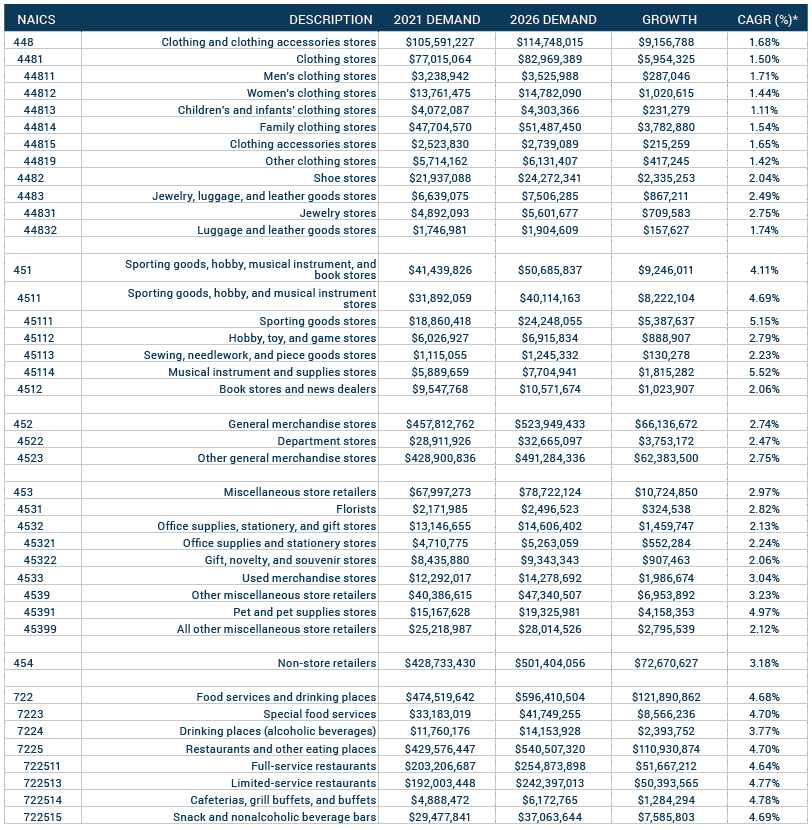 NAICS DESCRIPTION 2021 DEMAND 2026 DEMAND GROWTH CAGR (%)*
448 Clothing and clothing accessories stores $105,591,227 $114,748,015 $9,156,788 1.68%
4481 Clothing stores $77,015,064 $82,969,389 $5,954,325 1.50%
44811 Men's clothing stores $3,238,942 $3,525,988 $287,046 1.71%
44812 Women's clothing stores $13,761,475 $14,782,090 $1,020,615 1.44%
44813 Children's and infants' clothing stores $4,072,087 $4,303,366 $231,279 1.11%
44814 Family clothing stores $47,704,570 $51,487,450 $3,782,880 1.54%
44815 Clothing accessories stores $2,523,830 $2,739,089 $215,259 1.65%
44819 Other clothing stores $5,714,162 $6,131,407 $417,245 1.42%
4482 Shoe stores $21,937,088 $24,272,341 $2,335,253 2.04%
4483 Jewelry, luggage, and leather goods stores $6,639,075 $7,506,285 $867,211 2.49%
44831 Jewelry stores $4,892,093 $5,601,677 $709,583 2.75%
44832 Luggage and leather goods stores $1,746,981 $1,904,609 $157,627 1.74%
451 Sporting goods, hobby, musical instrument, and
book stores $41,439,826 $50,685,837 $9,246,011 4.11%
4511 Sporting goods, hobby, and musical instrument
stores $31,892,059 $40,114,163 $8,222,104 4.69%
45111 Sporting goods stores $18,860,418 $24,248,055 $5,387,637 5.15%
45112 Hobby, toy, and game stores $6,026,927 $6,915,834 $888,907 2.79%
45113 Sewing, needlework, and piece goods stores $1,115,055 $1,245,332 $130,278 2.23%
45114 Musical instrument and supplies stores $5,889,659 $7,704,941 $1,815,282 5.52%
4512 Book stores and news dealers $9,547,768 $10,571,674 $1,023,907 2.06%
452 General merchandise stores $457,812,762 $523,949,433 $66,136,672 2.74%
4522 Department stores $28,911,926 $32,665,097 $3,753,172 2.47%
4523 Other general merchandise stores $428,900,836 $491,284,336 $62,383,500 2.75%
453 Miscellaneous store retailers $67,997,273 $78,722,124 $10,724,850 2.97%
4531 Florists $2,171,985 $2,496,523 $324,538 2.82%
4532 Office supplies, stationery, and gift stores $13,146,655 $14,606,402 $1,459,747 2.13%
45321 Office supplies and stationery stores $4,710,775 $5,263,059 $552,284 2.24%
45322 Gift, novelty, and souvenir stores $8,435,880 $9,343,343 $907,463 2.06%
4533 Used merchandise stores $12,292,017 $14,278,692 $1,986,674 3.04%
4539 Other miscellaneous store retailers $40,386,615 $47,340,507 $6,953,892 3.23%
45391 Pet and pet supplies stores $15,167,628 $19,325,981 $4,158,353 4.97%
45399 All other miscellaneous store retailers $25,218,987 $28,014,526 $2,795,539 2.12%
454 Non-store retailers $428,733,430 $501,404,056 $72,670,627 3.18%
722 Food services and drinking places $474,519,642 $596,410,504 $121,890,862 4.68%
7223 Special food services $33,183,019 $41,749,255 $8,566,236 4.70%
7224 Drinking places (alcoholic beverages) $11,760,176 $14,153,928 $2,393,752 3.77%
7225 Restaurants and other eating places $429,576,447 $540,507,320 $110,930,874 4.70%
722511 Full-service restaurants $203,206,687 $254,873,898 $51,667,212 4.64%
722513 Limited-service restaurants $192,003,448 $242,397,013 $50,393,565 4.77%
722514 Cafeterias, grill buffets, and buffets $4,888,472 $6,172,765 $1,284,294 4.78%
722515 Snack and nonalcoholic beverage bars $29,477,841 $37,063,644 $7,585,803 4.69%